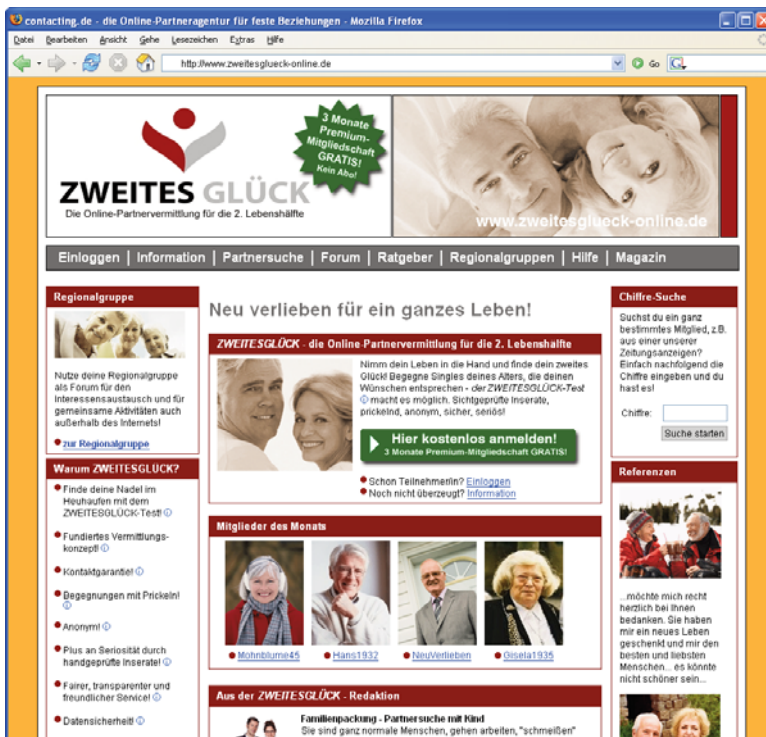 contacting.de - die Online-Partneragentur für feste Beziehungen - Mozilla Firefox
Datei Bearbeiten Ansicht Gehe Lesezeichen Extras Hilfe
http://www.zweitesglueck-online.de
Go
G
3 Monate
Premium-
Mitgliedschaft
GRATIS!
Kein Abo!
ZWEITES GLÜCK
Die Online-Partnervermittlung für die 2. Lebenshälfte
www.zweitesglueck-online.de
Einloggen | Information | Partnersuche | Forum | Ratgeber | Regionalgruppen | Hilfe | Magazin
Regionalgruppe
Nutze deine Regionalgruppe
als Forum für den
Interessensaustausch und für
gemeinsame Aktivitäten auch
außerhalb des Internets!
zur Regionalgruppe
Warum ZWEITESGLÜCK?
Finde deine Nadel im
Heuhaufen mit dem
ZWEITESGLÜCK-Test!
Fundiertes Vermittlungs-
konzept!
Kontaktgarantie!
Begegnungen mit Prickeln!
Anonym!
Plus an Seriosität durch
handgeprüfte Inserate!
Fairer, transparenter und
freundlicher Service!
Datensicherheit!
Neu verlieben für ein ganzes Leben!
ZWEITESGLÜCK - die Online-Partnervermittlung für die 2. Lebenshälfte
Nimm dein Leben in die Hand und finde dein zweites
Glück! Begegne Singles deines Alters, die deinen
Wünschen entsprechen - der ZWEITESGLÜCK-Test
macht es möglich. Sichtgeprüfte Inserate,
prickelnd, anonym, sicher, seriös!
Hier kostenlos anmelden!
3 Monate Premium-Mitgliedschaft GRATIS!
Schon TeilnehmerIn? Einloggen
Noch nicht überzeugt? Information
Mitglieder des Monats
Mohnblume45 Hans1932 NeuVerlieben Gisela1935
Aus der ZWEITESGLÜCK - Redaktion
Familienpackung - Partnersuche mit Kind
Sie sind ganz normale Menschen, gehen arbeiten, "schmeißen"
Chiffre-Suche
Suchst du ein ganz
bestimmtes Mitglied, z.B.
aus einer unserer
Zeitungsanzeigen?
Einfach nachfolgend die
Chiffre eingeben und du
hast es!
Chiffre:
Suche starten
Referenzen
...möchte mich recht
herzlich bei Ihnen
bedanken. Sie haben
mir ein neues Leben
geschenkt und mir den
besten und liebsten
Menschen... es könnte
nicht schöner sein...